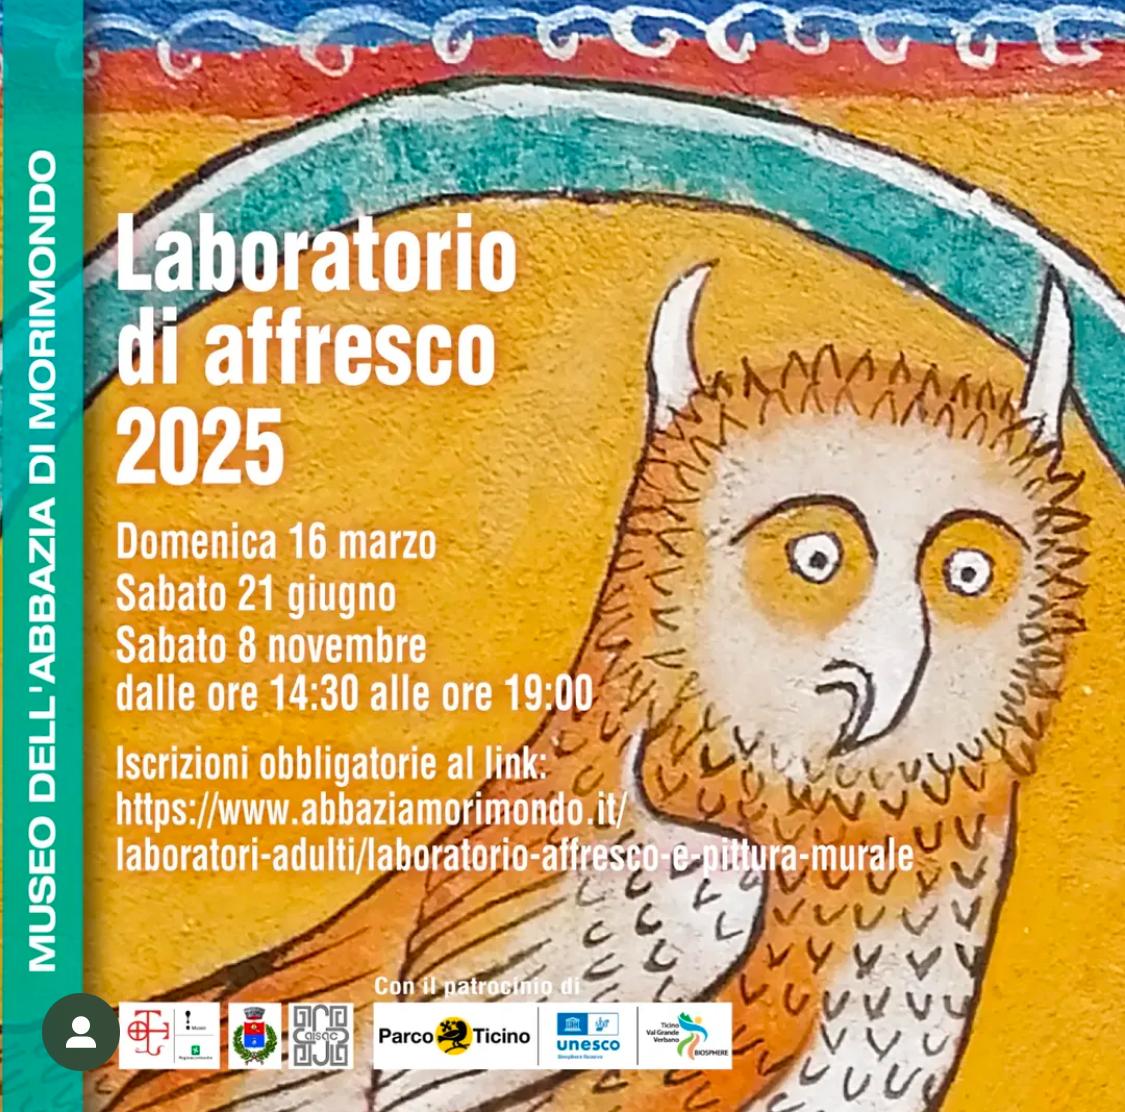 MUSEO DELL'ABBAZIA DI MORIMONDO
Laboratorio
di affresco
2025
Domenica 16 marzo
Sabato 21 giugno
Sabato 8 novembre
dalle ore 14:30 alle ore 19:00
Iscrizioni obbligatorie al link:
https://www.abbaziamorimondo.it/
laboratori-adulti/laboratorio-affresco-e-pittura-murale
Con il patrocinio di
aisac
Parco Ticino
unesco
Ticino
Val Grande
Verbano
BIOSPHERE